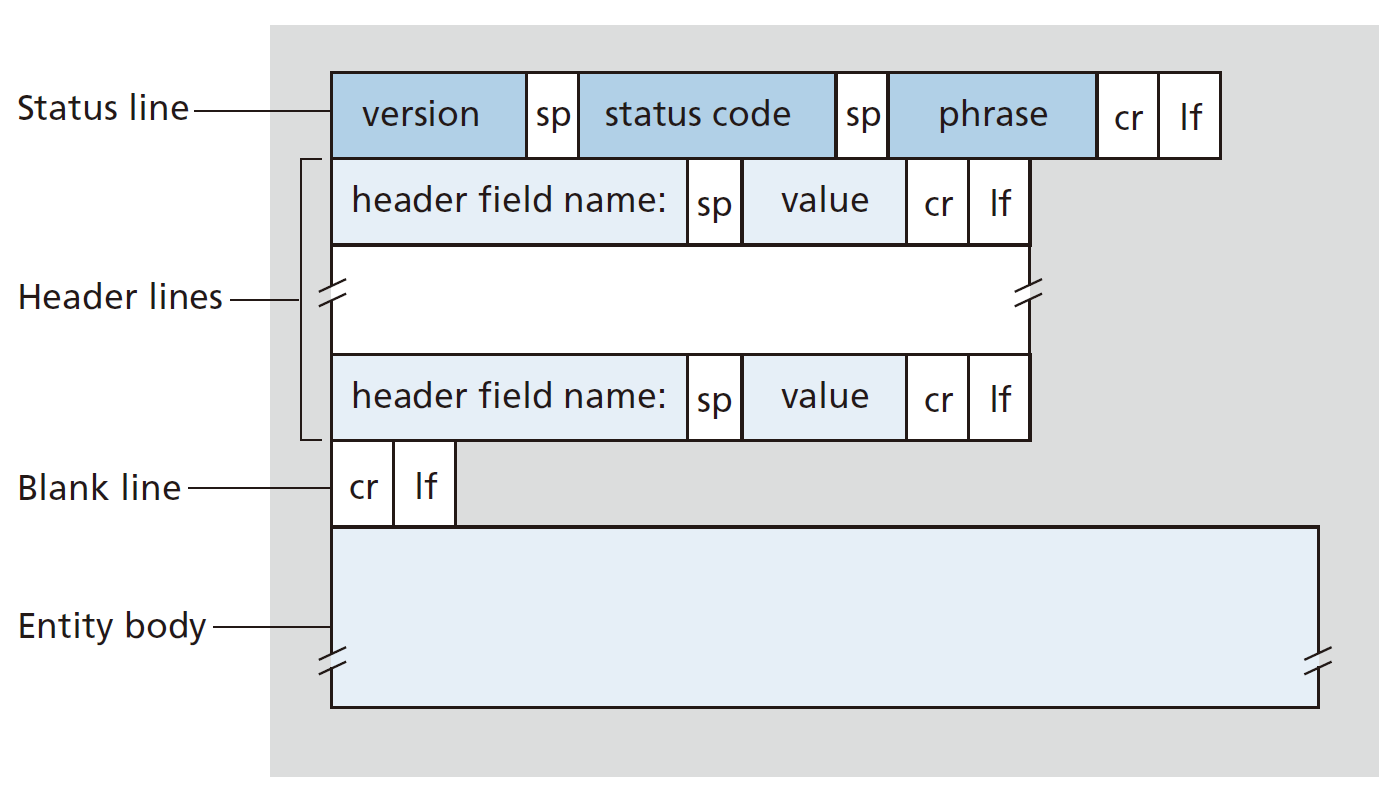 Status line version sp status code sp phrase cr lf
header field name: sp value cr lf
Header lines
header field name: sp value cr lf
Blank line cr lf
Entity body